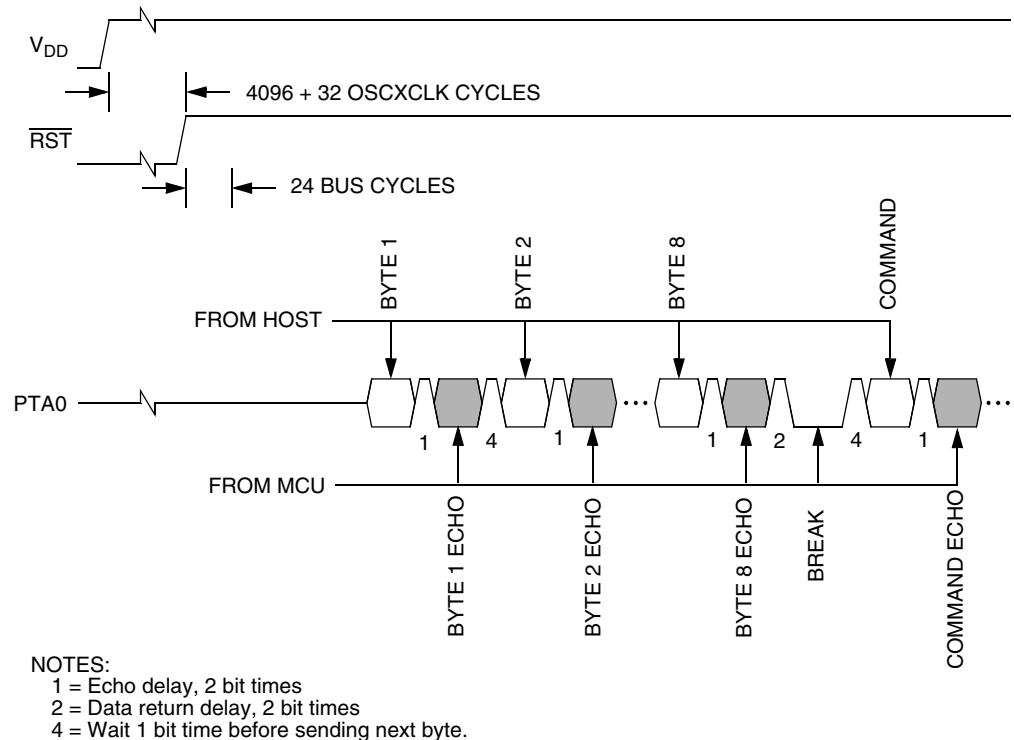 VDD
4096 + 32 OSCXCLK CYCLES
RST
24 BUS CYCLES
BYTE 1
BYTE 2
BYTE 8
COMMAND
FROM HOST
PTA0
1
4
1
1
2
4
1
FROM MCU
BYTE 1 ECHO
BYTE 2 ECHO
BYTE 8 ECHO
BREAK
COMMAND ECHO
NOTES:
1 = Echo delay, 2 bit times
2 = Data return delay, 2 bit times
4 = Wait 1 bit time before sending next byte.